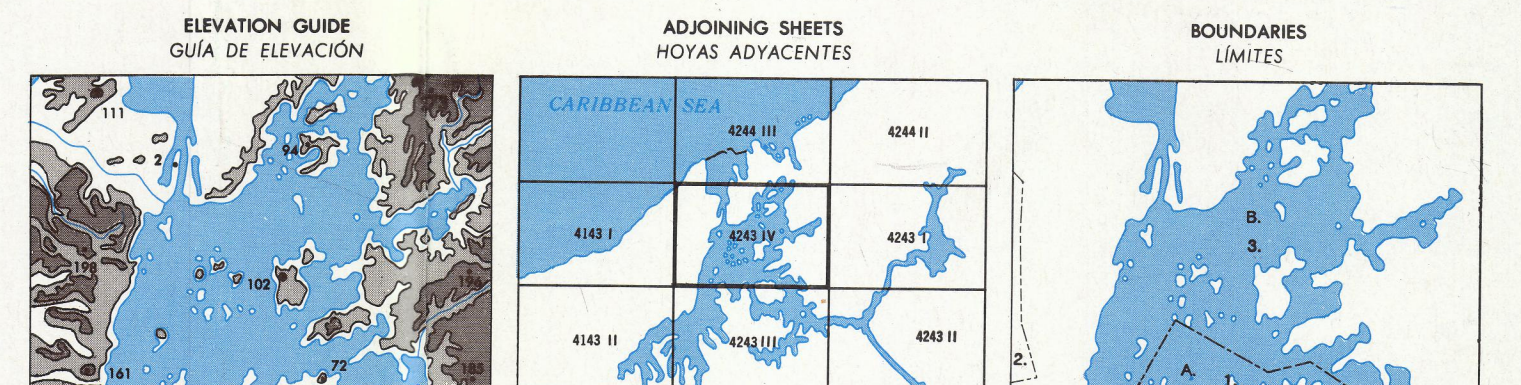 ELEVATION GUIDE
GUÍA DE ELEVACIÓN
111
2
94
198
102
196
161
72
185
ADJOINING SHEETS
HOYAS ADYACENTES
CARIBBEAN SEA
4244 III
4244 II
4143 I
4243 IV
4243 I
4143 II
4243 III
4243 II
BOUNDARIES
LÍMITES
B.
3.
2.
A.
1.